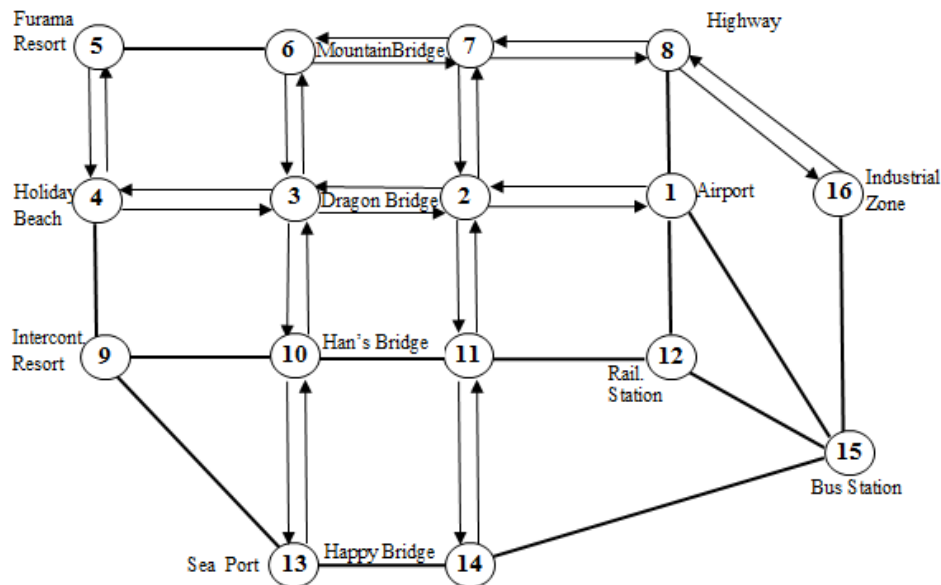 Furama
Resort
Highway
5
6
MountainBridge
7
8
Holiday
Beach
4
3
Dragon Bridge
2
1
Airport
16
Industrial
Zone
Intercont.
Resort
9
10
Han's Bridge
11
12
Rail.
Station
15
Bus Station
Sea Port
13
Happy Bridge
14